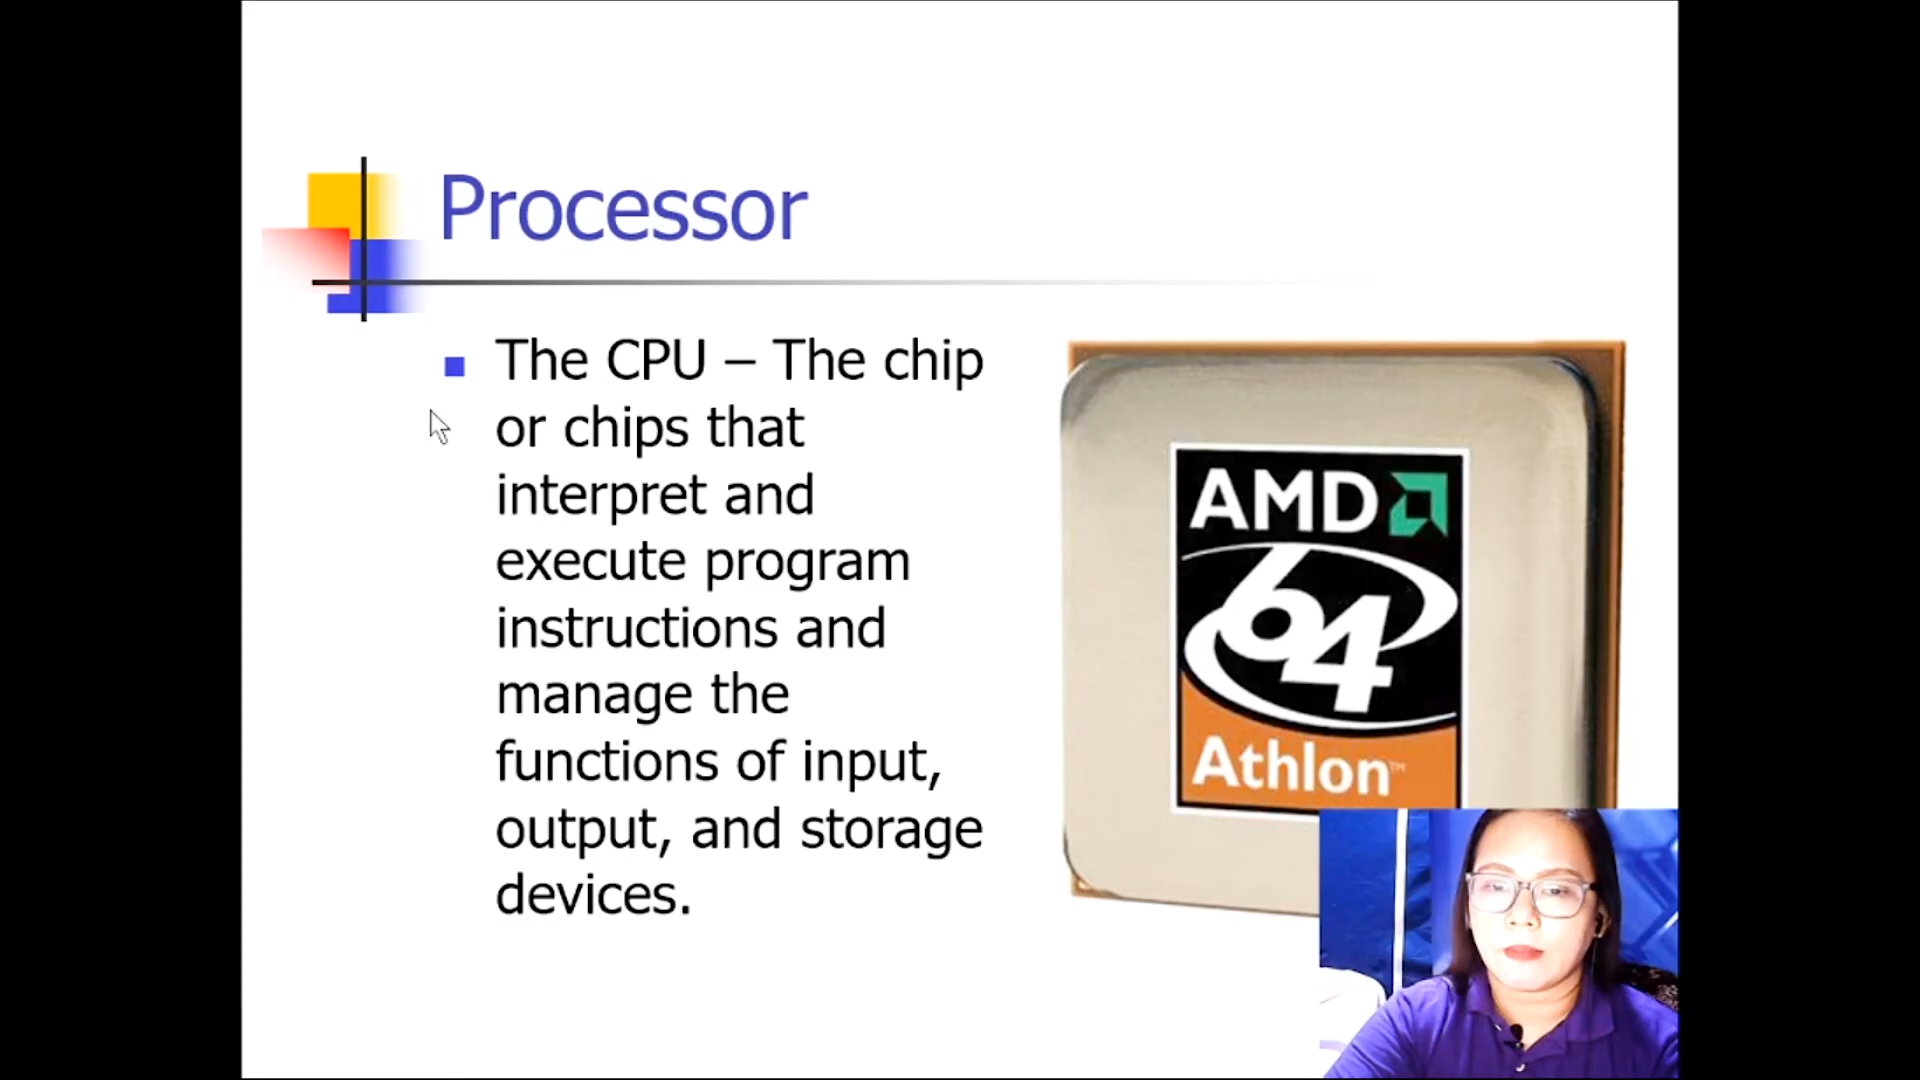 Processor
The CPU – The chip
or chips that
interpret and
execute program
instructions and
manage the
functions of input,
output, and storage
devices.
AMD
64
Athlon™